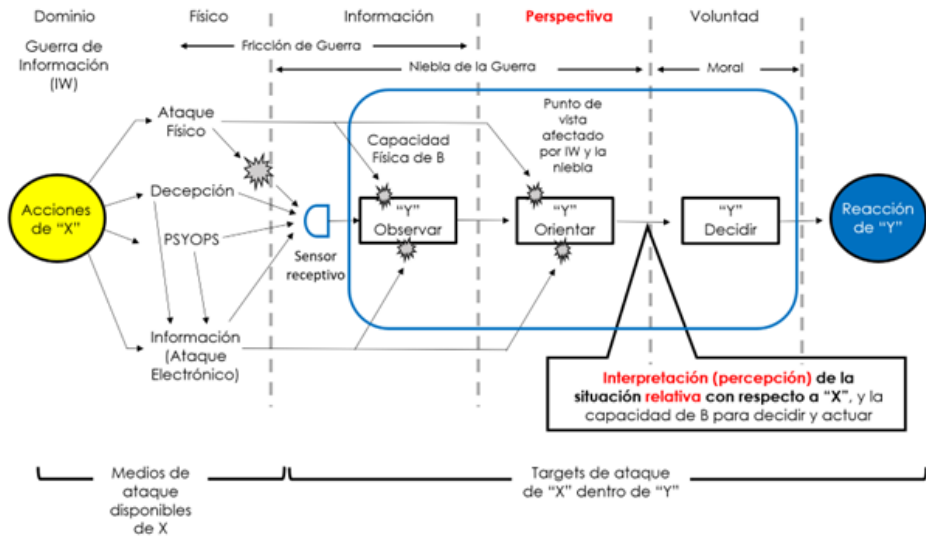 Dominio
Físico
Información
Perspectiva
Voluntad
Guerra de
Información
(IW)
Fricción de Guerra
Niebla de la Guerra
Moral
Ataque
Físico
Capacidad
Física de B
Punto de
vista
afectado
por IW y la
niebla
Acciones
de “X”
Decepción
PSYOPS
Sensor
receptivo
“Y”
Observar
“Y”
Orientar
“Y”
Decidir
Reacción
de “Y”
Información
(Ataque
Electrónico)
Interpretación (percepción) de la
situación relativa con respecto a “X”, y la
capacidad de B para decidir y actuar
Medios de
ataque
disponibles
de X
Targets de ataque
de “X” dentro de “Y”